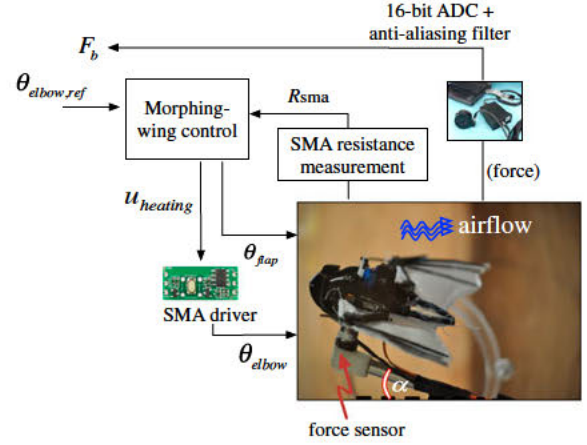 16-bit ADC +
anti-aliasing filter
F_b
θ_elbow,ref
Morphing-
wing control
Rsma
SMA resistance
measurement
(force)
u_heating
airflow
θ_flap
SMA driver
θ_elbow
α
force sensor